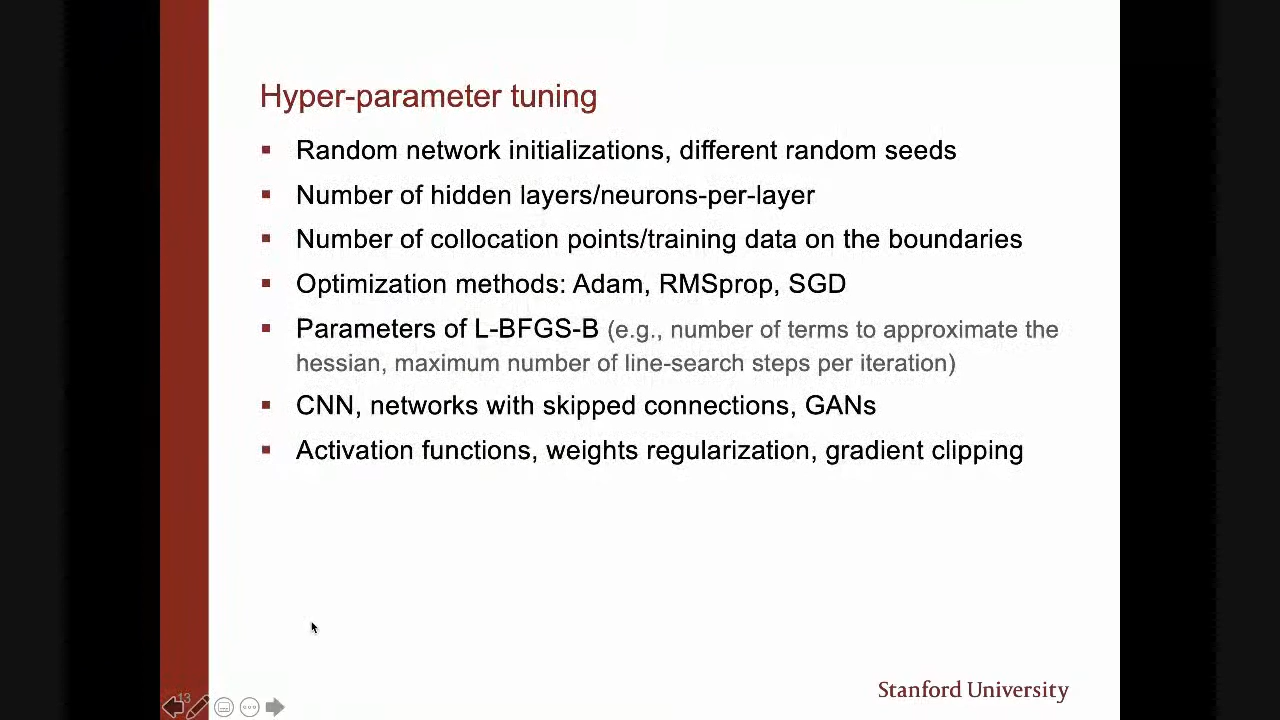 Hyper-parameter tuning
Random network initializations, different random seeds
Number of hidden layers/neurons-per-layer
Number of collocation points/training data on the boundaries
Optimization methods: Adam, RMSprop, SGD
Parameters of L-BFGS-B (e.g., number of terms to approximate the
hessian, maximum number of line-search steps per iteration)
CNN, networks with skipped connections, GANs
Activation functions, weights regularization, gradient clipping
Stanford University
13